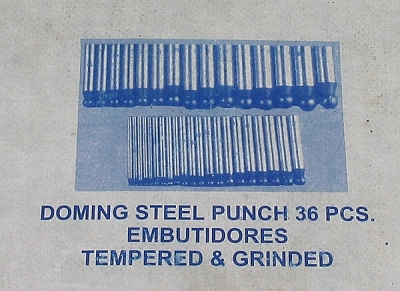 DOMING STEEL PUNCH 36 PCS.
EMBUTIDORES
TEMPERED & GRINDED